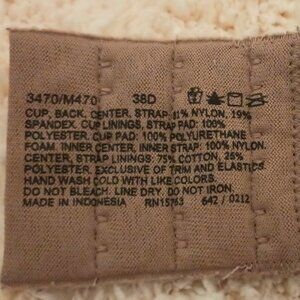 3470/M470 38D
CUP, BACK, CENTER, STRAP: 81% NYLON, 19%
SPANDEX. CUP LININGS, STRAP PAD: 100%
POLYESTER. CUP PAD: 100% POLYURETHANE
FOAM. INNER CENTER, INNER STRAP: 100% NYLON.
CENTER, STRAP LININGS: 75% COTTON, 25%
POLYESTER. EXCLUSIVE OF TRIM AND ELASTICS.
HAND WASH COLD WITH LIKE COLORS.
DO NOT BLEACH. LINE DRY. DO NOT IRON.
MADE IN INDONESIA RN15763 642 / 0212